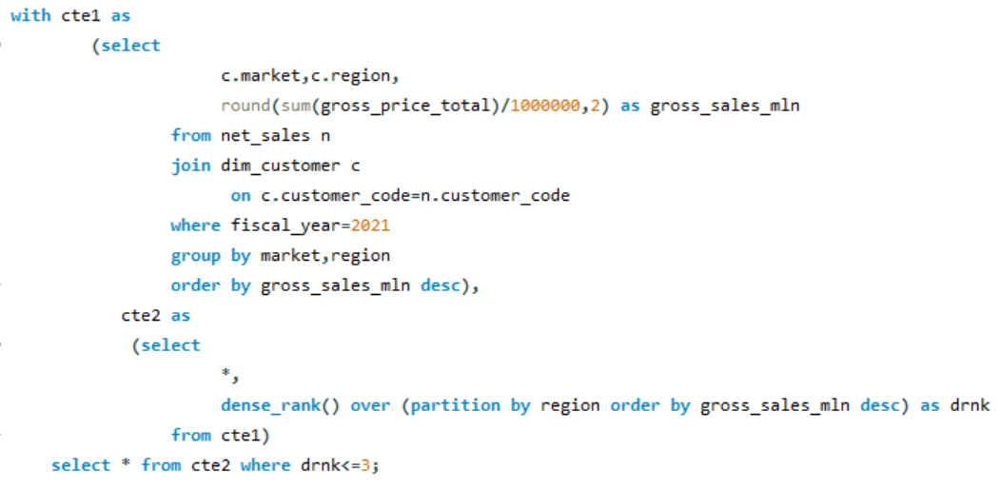 with cte1 as
(select
c.market,c.region,
round(sum(gross_price_total)/1000000,2) as gross_sales_mln
from net_sales n
join dim_customer c
on c.customer_code=n.customer_code
where fiscal_year=2021
group by market,region
order by gross_sales_mln desc),
cte2 as
(select
*,
dense_rank() over (partition by region order by gross_sales_mln desc) as drnk
from cte1)
select * from cte2 where drnk<=3;